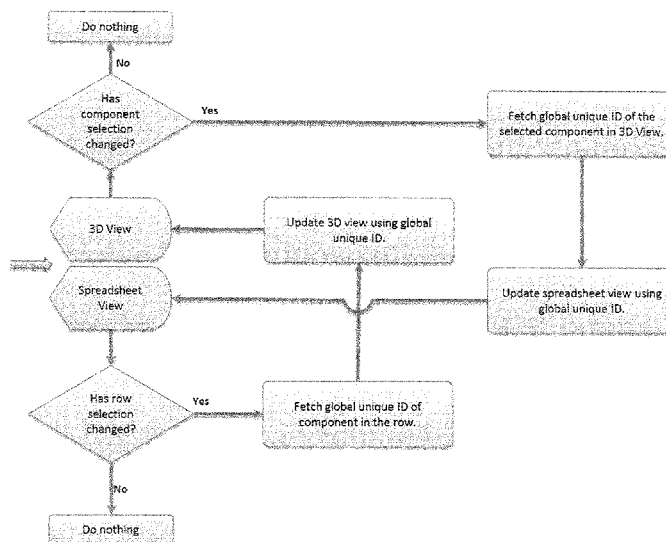 Do nothing
No
Has
component
selection
changed?
Yes
Fetch global unique ID of the
selected component in 3D View.
3D View
Update 3D view using global
unique ID.
Spreadsheet
View
Update spreadsheet view using
global unique ID.
Has row
selection
changed?
Yes
Fetch global unique ID of
component in the row.
No
Do nothing